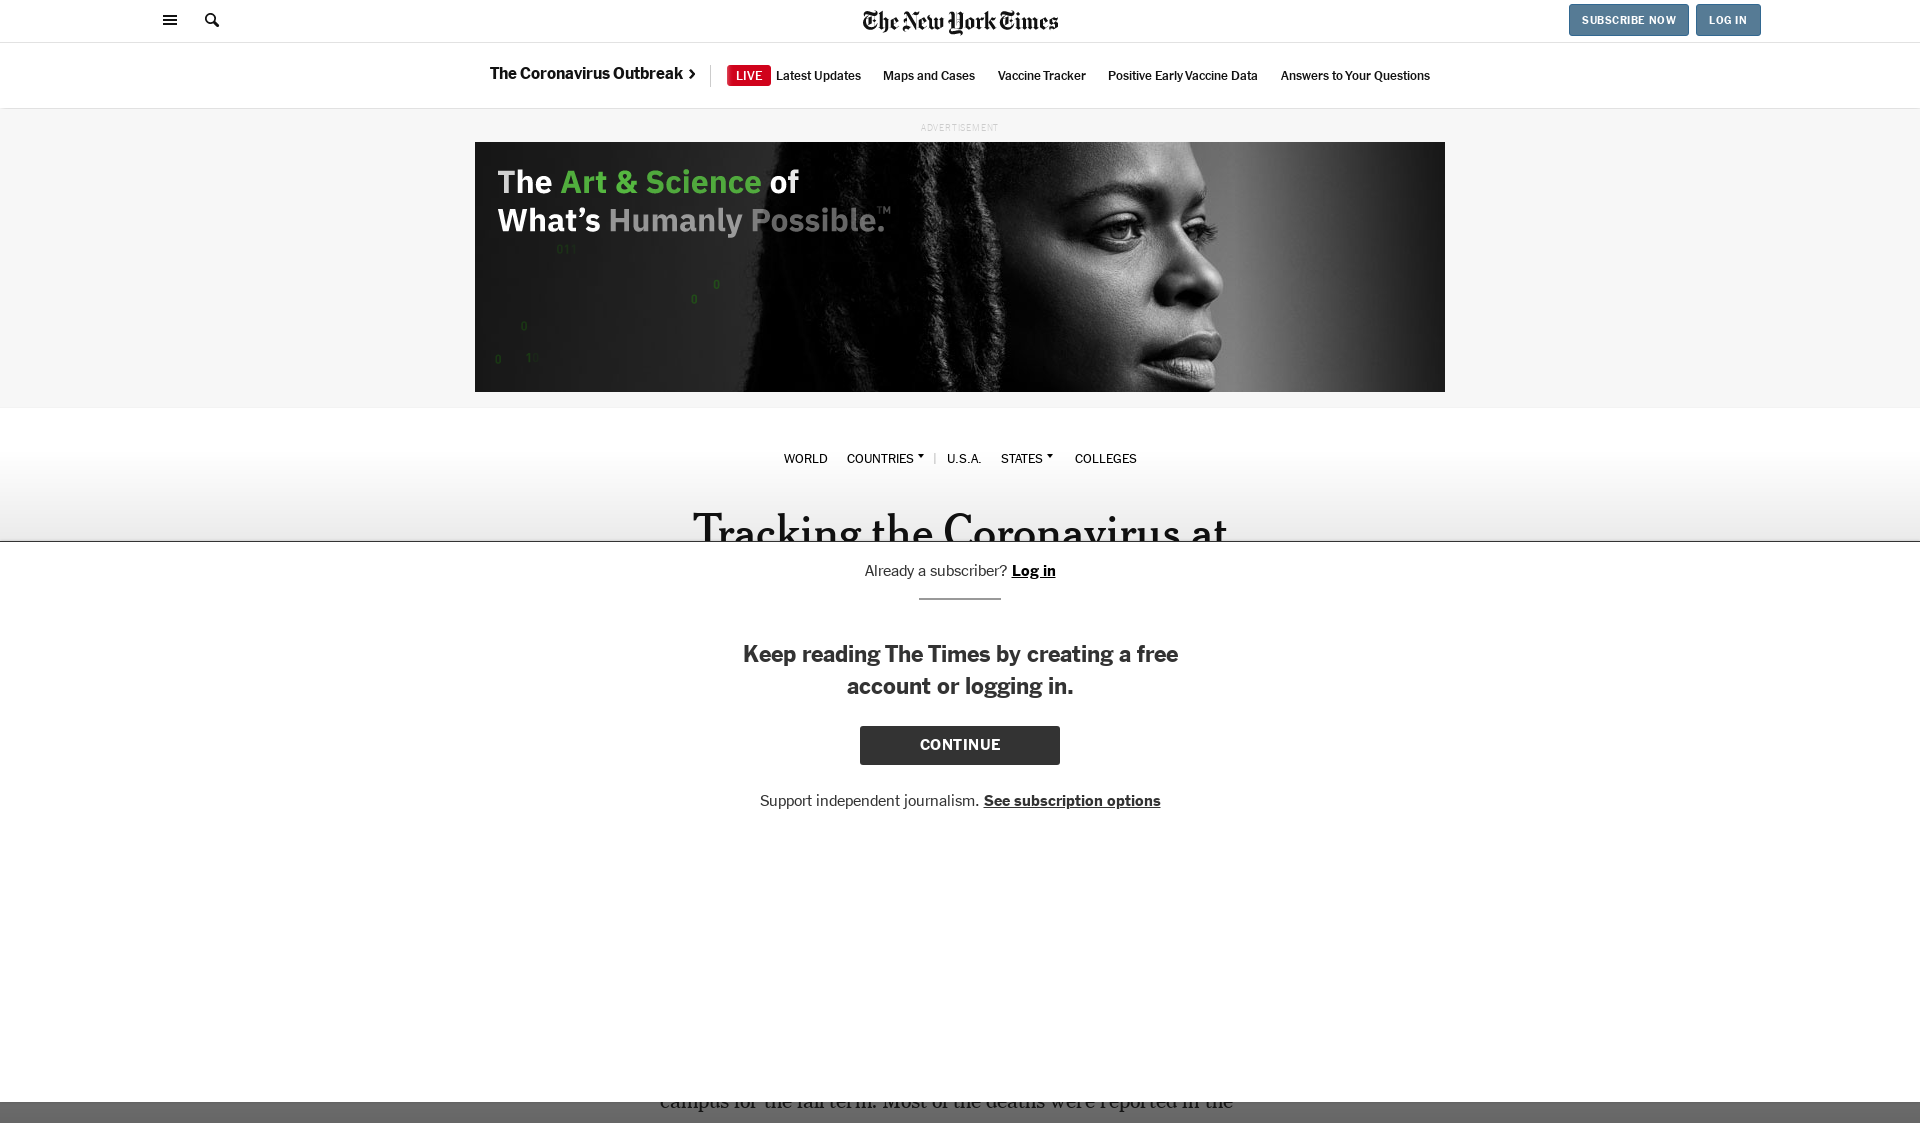 The New York Times
SUBSCRIBE NOW
LOG IN
The Coronavirus Outbreak
LIVE Latest Updates
Maps and Cases
Vaccine Tracker
Positive Early Vaccine Data
Answers to Your Questions
ADVERTISEMENT
The Art & Science of
What's Humanly Possible.™
01
0
0
0
0
1
WORLD
COUNTRIES
U.S.A.
STATES
COLLEGES
Tracking the Coronavirus at
Already a subscriber? Log in
Keep reading The Times by creating a free
account or logging in.
CONTINUE
Support independent journalism. See subscription options
campus for the fall term. Most of the deaths were reported in the